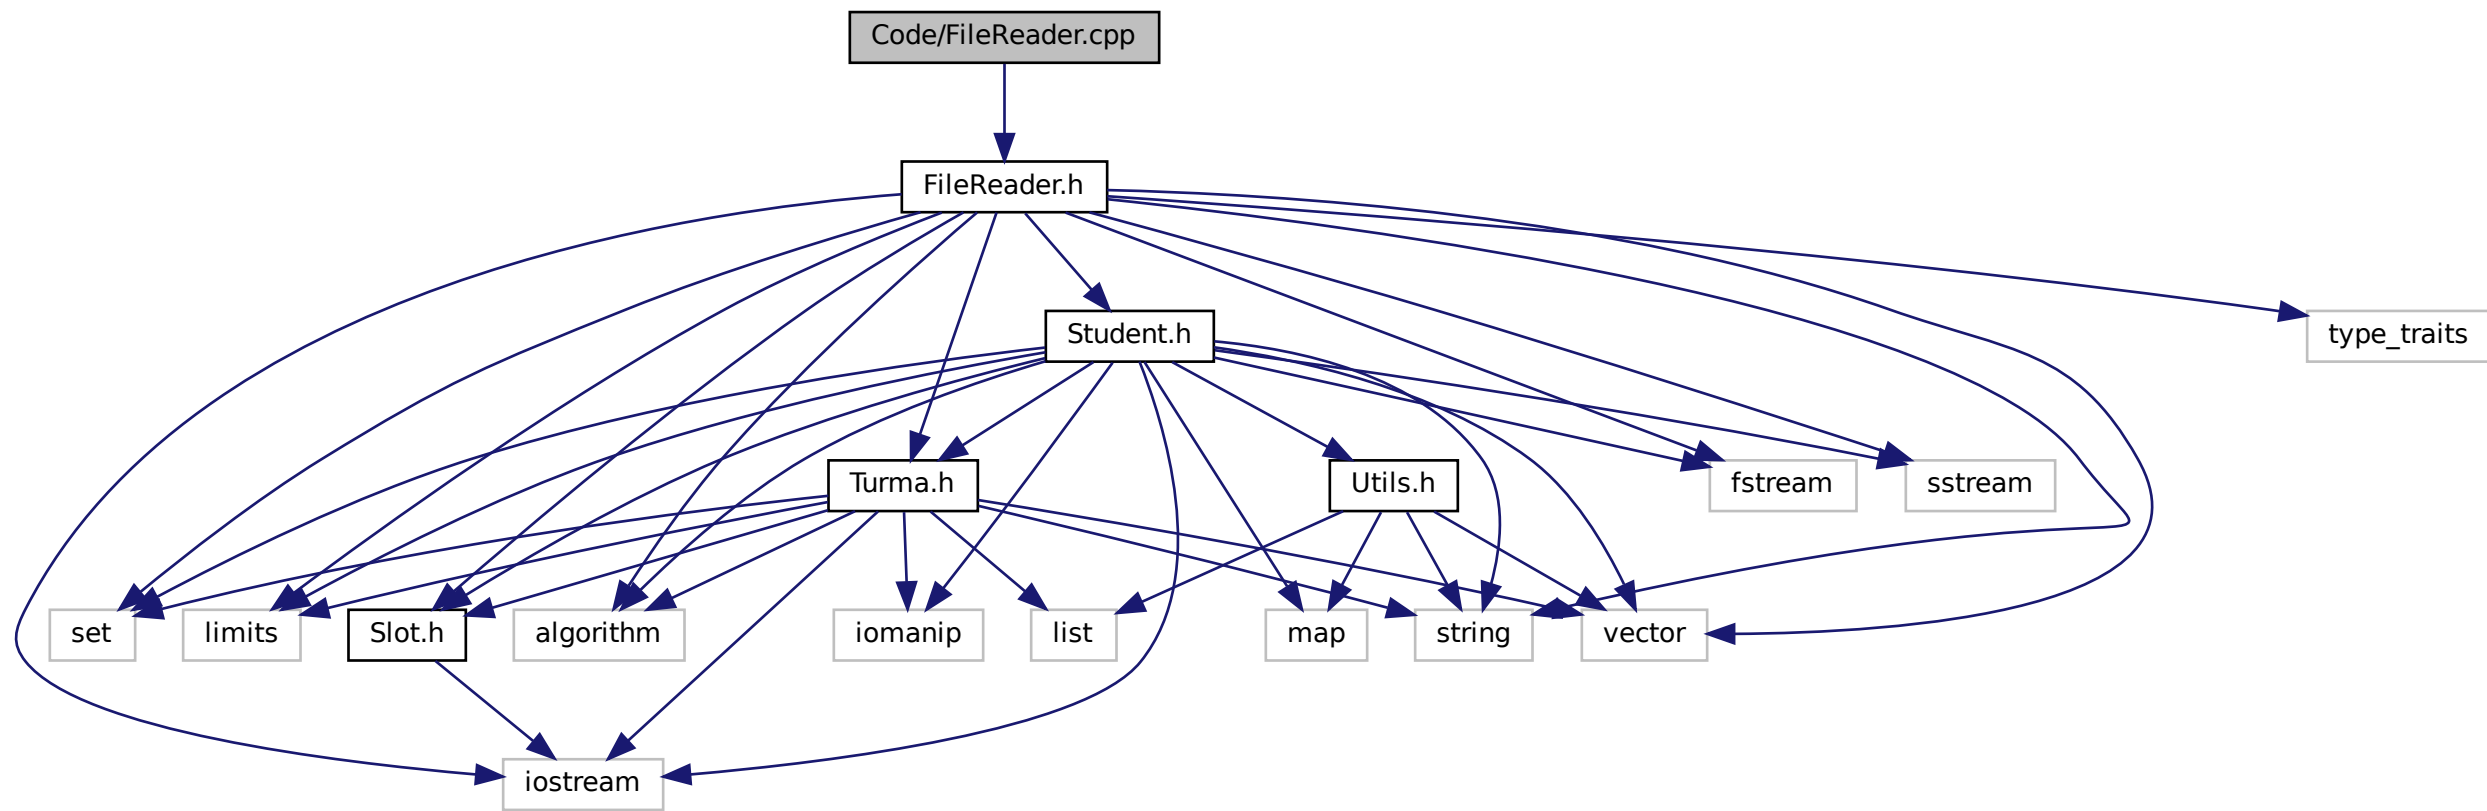 Code/FileReader.cpp
FileReader.h
Student.h
type_traits
Turma.h
Utils.h
fstream
sstream
set
limits
Slot.h
algorithm
iomanip
list
map
string
vector
iostream